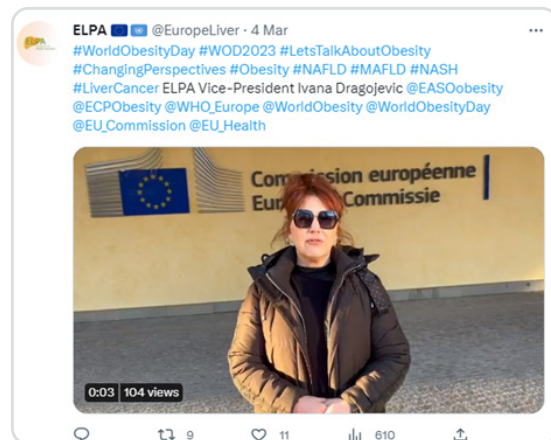 ELPA @EuropeLiver · 4 Mar
#WorldObesityDay #WOD2023 #LetsTalkAboutObesity
#ChangingPerspectives #Obesity #NAFLD #MAFLD #NASH
#LiverCancer ELPA Vice-President Ivana Dragojevic @EASOobesity
@ECPObesity @WHO_Europe @WorldObesity @WorldObesityDay
@EU_Commission @EU_Health
européenne
Commissie
0:03 104 views
9 11 610